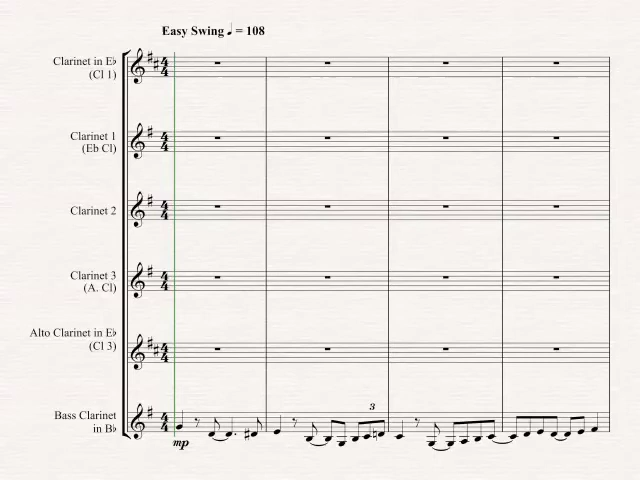 Easy Swing ♩ = 108
Clarinet in E♭
(Cl 1)
Clarinet 1
(Eb Cl)
Clarinet 2
Clarinet 3
(A. Cl)
Alto Clarinet in E♭
(Cl 3)
Bass Clarinet
in B♭
3
mp